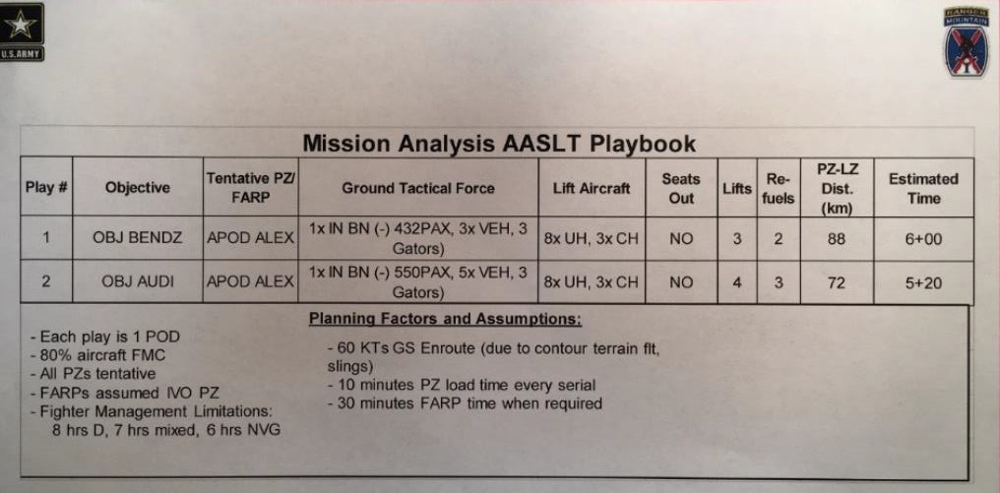 U.S.ARMY
RANGER
MOUNTAIN
Mission Analysis AASLT Playbook
Play # Objective Tentative PZ/ FARP Ground Tactical Force Lift Aircraft Seats Out Lifts Re-fuels PZ-LZ Dist. (km) Estimated Time
1 OBJ BENDZ APOD ALEX 1x IN BN (-) 432PAX, 3x VEH, 3 Gators) 8x UH, 3x CH NO 3 2 88 6+00
2 OBJ AUDI APOD ALEX 1x IN BN (-) 550PAX, 5x VEH, 3 Gators) 8x UH, 3x CH NO 4 3 72 5+20
- Each play is 1 POD
- 80% aircraft FMC
- All PZs tentative
- FARPs assumed IVO PZ
- Fighter Management Limitations:
8 hrs D, 7 hrs mixed, 6 hrs NVG
Planning Factors and Assumptions:
- 60 KTs GS Enroute (due to contour terrain flt,
slings)
- 10 minutes PZ load time every serial
- 30 minutes FARP time when required